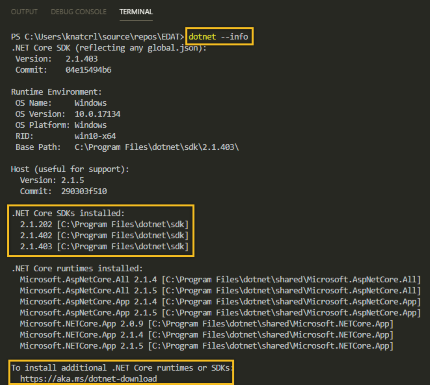 OUTPUT DEBUG CONSOLE TERMINAL
PS C:\Users\knatcrl\source\repos\EDAT> dotnet --info
.NET Core SDK (reflecting any global.json):
Version: 2.1.403
Commit: 04e15494b6
Runtime Environment:
OS Name: Windows
OS Version: 10.0.17134
OS Platform: Windows
RID: win10-x64
Base Path: C:\Program Files\dotnet\sdk\2.1.403\
Host (useful for support):
Version: 2.1.5
Commit: 290303f510
.NET Core SDKs installed:
2.1.202 [C:\Program Files\dotnet\sdk]
2.1.402 [C:\Program Files\dotnet\sdk]
2.1.403 [C:\Program Files\dotnet\sdk]
.NET Core runtimes installed:
Microsoft.AspNetCore.All 2.1.4 [C:\Program Files\dotnet\shared\Microsoft.AspNetCore.All]
Microsoft.AspNetCore.All 2.1.5 [C:\Program Files\dotnet\shared\Microsoft.AspNetCore.All]
Microsoft.AspNetCore.App 2.1.4 [C:\Program Files\dotnet\shared\Microsoft.AspNetCore.App]
Microsoft.AspNetCore.App 2.1.5 [C:\Program Files\dotnet\shared\Microsoft.AspNetCore.App]
Microsoft.NETCore.App 2.0.9 [C:\Program Files\dotnet\shared\Microsoft.NETCore.App]
Microsoft.NETCore.App 2.1.4 [C:\Program Files\dotnet\shared\Microsoft.NETCore.App]
Microsoft.NETCore.App 2.1.5 [C:\Program Files\dotnet\shared\Microsoft.NETCore.App]
To install additional .NET Core runtimes or SDKs:
https://aka.ms/dotnet-download